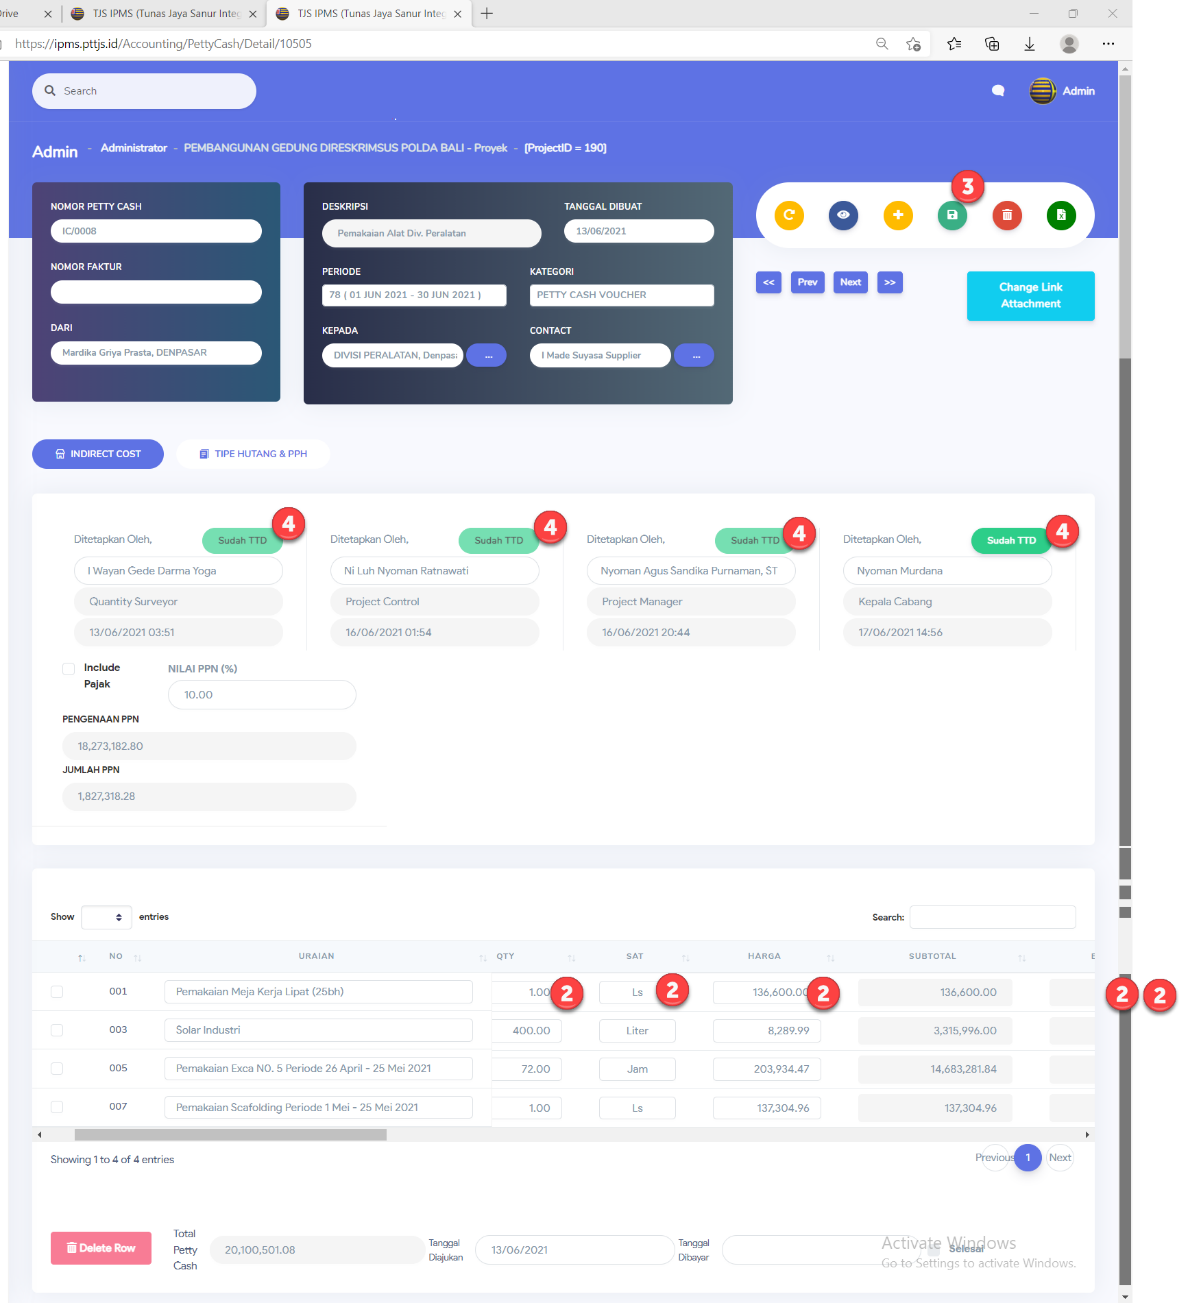 Drive
TJS IPMS (Tunas Jaya Sanur Integ
TJS IPMS (Tunas Jaya Sanur Integ
https://ipms.pttjs.id/Accounting/PettyCash/Detail/10505
Search
Admin
Admin - Administrator - PEMBANGUNAN GEDUNG DIRESKRIMSUS POLDA BALI - Proyek - [ProjectID = 190]
3
NOMOR PETTY CASH
IC/0008
NOMOR FAKTUR
DARI
Mardika Griya Prasta, DENPASAR
DESKRIPSI
Pemakaian Alat Div. Peralatan
TANGGAL DIBUAT
13/06/2021
PERIODE
78 ( 01 JUN 2021 - 30 JUN 2021 )
KATEGORI
PETTY CASH VOUCHER
KEPADA
DIVISI PERALATAN, Denpas
...
CONTACT
I Made Suyasa Supplier
...
<< Prev Next >>
Change Link
Attachment
INDIRECT COST
TIPE HUTANG & PPH
Ditetapkan Oleh, Sudah TTD 4
I Wayan Gede Darma Yoga
Quantity Surveyor
13/06/2021 03:51
Ditetapkan Oleh, Sudah TTD 4
Ni Luh Nyoman Ratnawati
Project Control
16/06/2021 01:54
Ditetapkan Oleh, Sudah TTD 4
Nyoman Agus Sandika Purnaman, ST
Project Manager
16/06/2021 20:44
Ditetapkan Oleh, Sudah TTD 4
Nyoman Murdana
Kepala Cabang
17/06/2021 14:56
Include
Pajak
NILAI PPN (%)
10.00
PENGENAAN PPN
18,273,182.80
JUMLAH PPN
1,827,318.28
Show entries
Search:
NO URAIAN QTY SAT HARGA SUBTOTAL
001 Pemakaian Meja Kerja Lipat (25bh) 1.00 2 Ls 2 136,600.00 2 136,600.00 2 2
003 Solar Industri 400.00 Liter 8,289.99 3,315,996.00
005 Pemakaian Exca N0. 5 Periode 26 April - 25 Mei 2021 72.00 Jam 203,934.47 14,683,281.84
007 Pemakaian Scafolding Periode 1 Mei - 25 Mei 2021 1.00 Ls 137,304.96 137,304.96
Showing 1 to 4 of 4 entries
Previous 1 Next
Delete Row
Total
Petty
Cash
20,100,501.08
Tanggal
Diajukan
13/06/2021
Tanggal
Dibayar
Selesai
Activate Windows
Go to Settings to activate Windows.